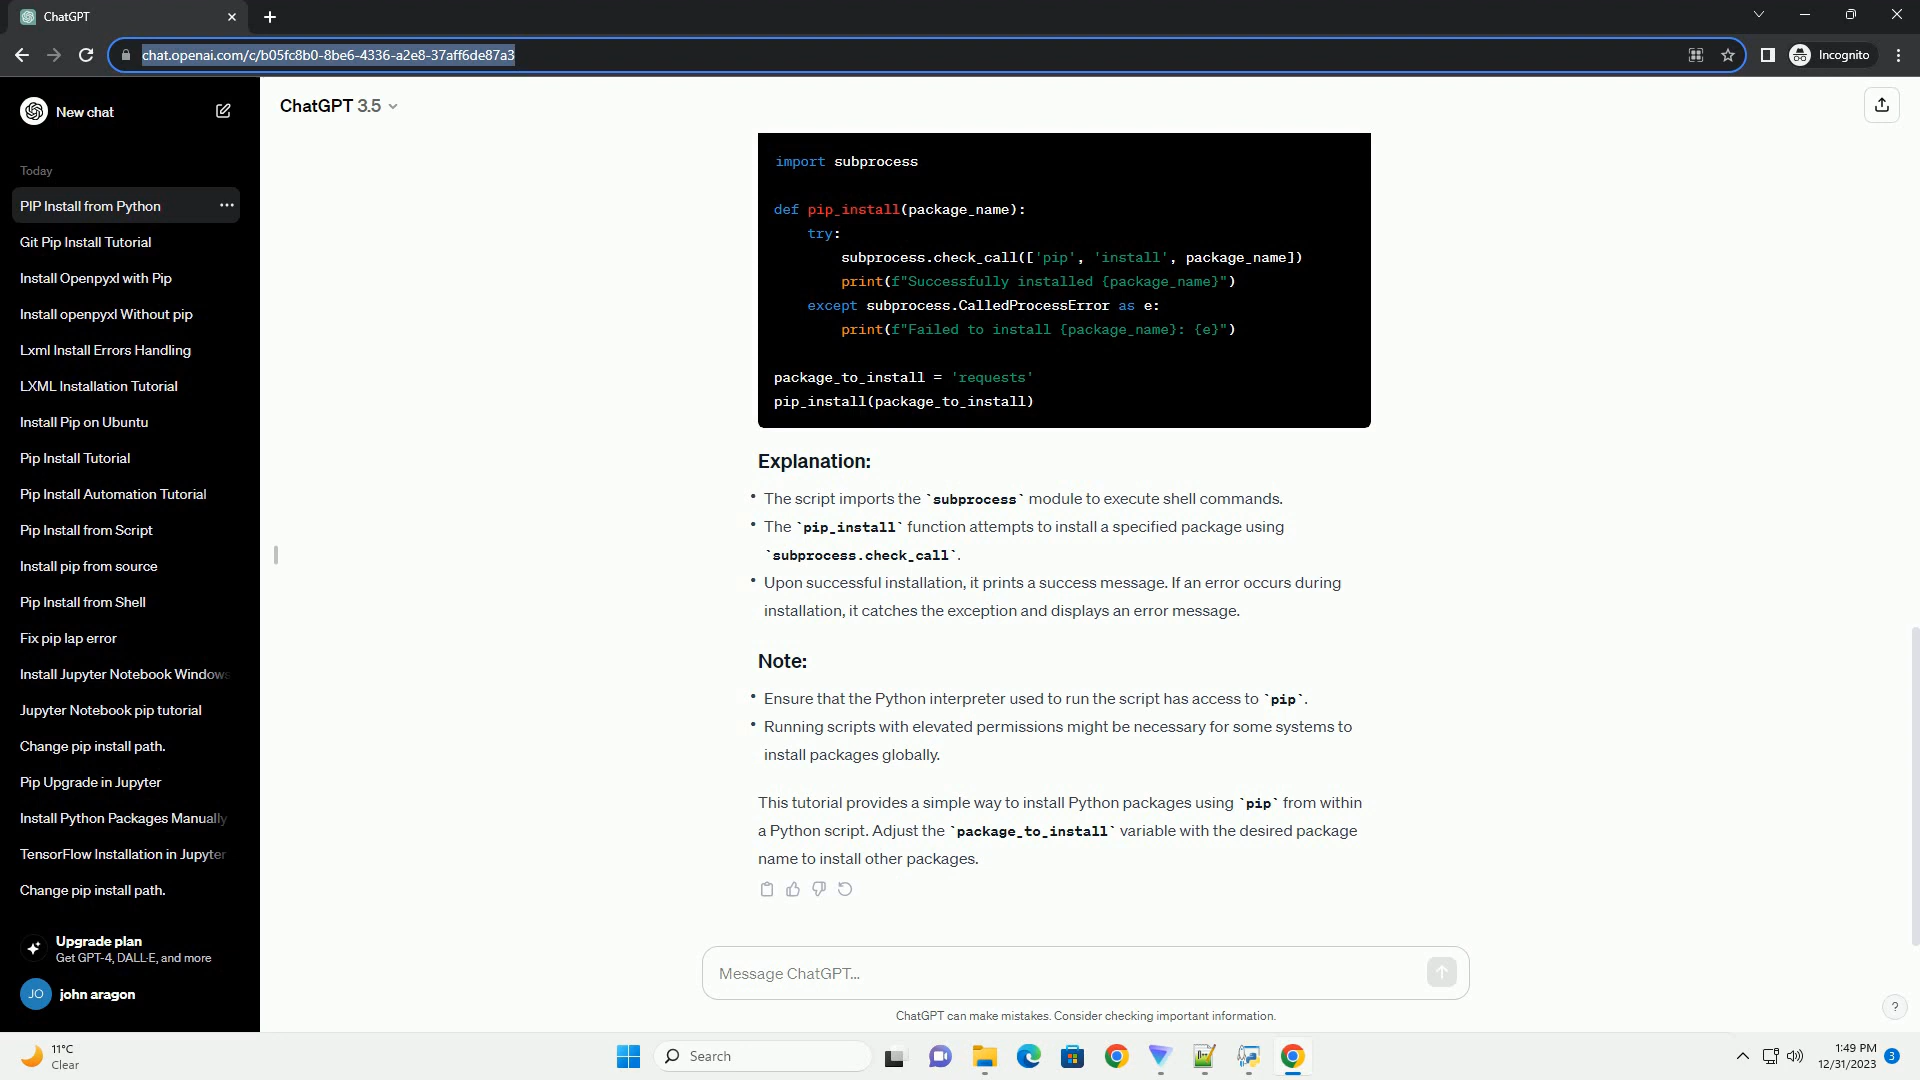 ChatGPT
chat.openai.com/c/b05fc8b0-8be6-4336-a2e8-37aff6de87a3
Incognito
New chat
Today
PIP Install from Python
Git Pip Install Tutorial
Install Openpyxl with Pip
Install openpyxl Without pip
Lxml Install Errors Handling
LXML Installation Tutorial
Install Pip on Ubuntu
Pip Install Tutorial
Pip Install Automation Tutorial
Pip Install from Script
Install pip from source
Pip Install from Shell
Fix pip lap error
Install Jupyter Notebook Windows
Jupyter Notebook pip tutorial
Change pip install path.
Pip Upgrade in Jupyter
Install Python Packages Manually
TensorFlow Installation in Jupyter
Change pip install path.
Upgrade plan
Get GPT-4, DALL·E, and more
JO john aragon
ChatGPT 3.5
import subprocess
def pip_install(package_name):
try:
subprocess.check_call(['pip', 'install', package_name])
print(f"Successfully installed {package_name}")
except subprocess.CalledProcessError as e:
print(f"Failed to install {package_name}: {e}")
package_to_install = 'requests'
pip_install(package_to_install)
Explanation:
• The script imports the `subprocess` module to execute shell commands.
• The `pip_install` function attempts to install a specified package using
`subprocess.check_call`.
• Upon successful installation, it prints a success message. If an error occurs during
installation, it catches the exception and displays an error message.
Note:
• Ensure that the Python interpreter used to run the script has access to `pip`.
• Running scripts with elevated permissions might be necessary for some systems to
install packages globally.
This tutorial provides a simple way to install Python packages using `pip` from within
a Python script. Adjust the `package_to_install` variable with the desired package
name to install other packages.
Message ChatGPT...
ChatGPT can make mistakes. Consider checking important information.
?
11°C
Clear
Search
1:49 PM
12/31/2023
3